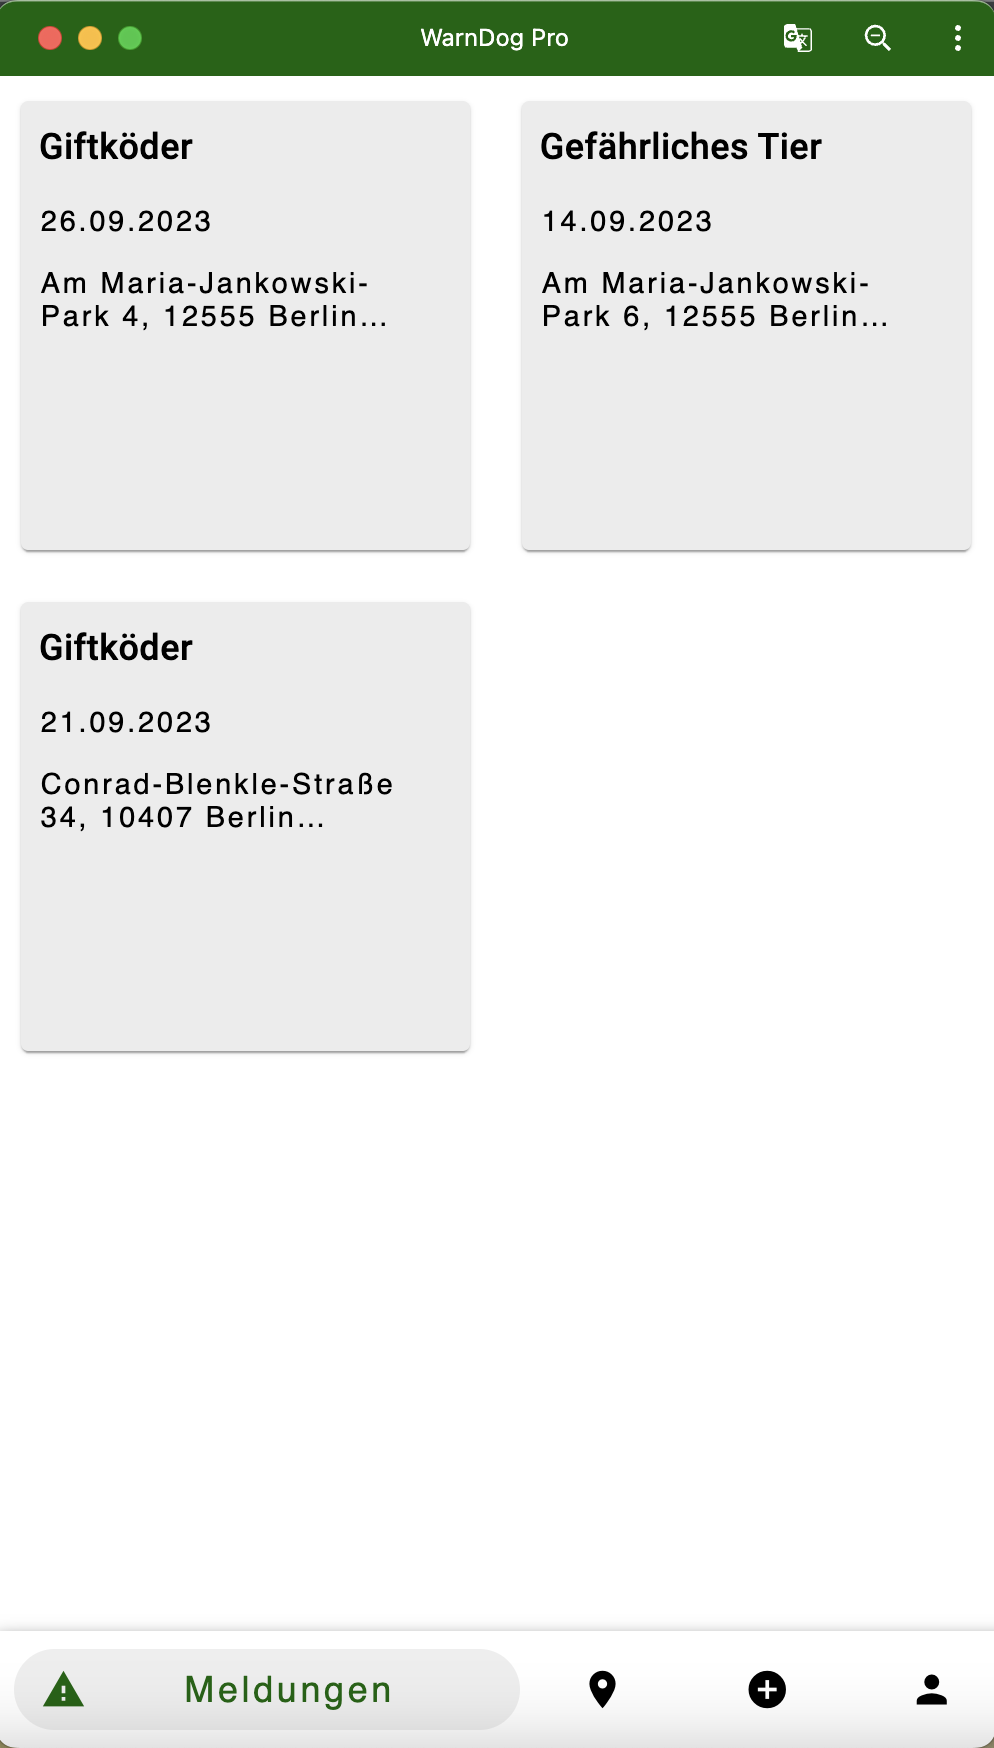 WarnDog Pro
Giftköder
26.09.2023
Am Maria-Jankowski-
Park 4, 12555 Berlin...
Gefährliches Tier
14.09.2023
Am Maria-Jankowski-
Park 6, 12555 Berlin...
Giftköder
21.09.2023
Conrad-Blenkle-Straße
34, 10407 Berlin...
Meldungen